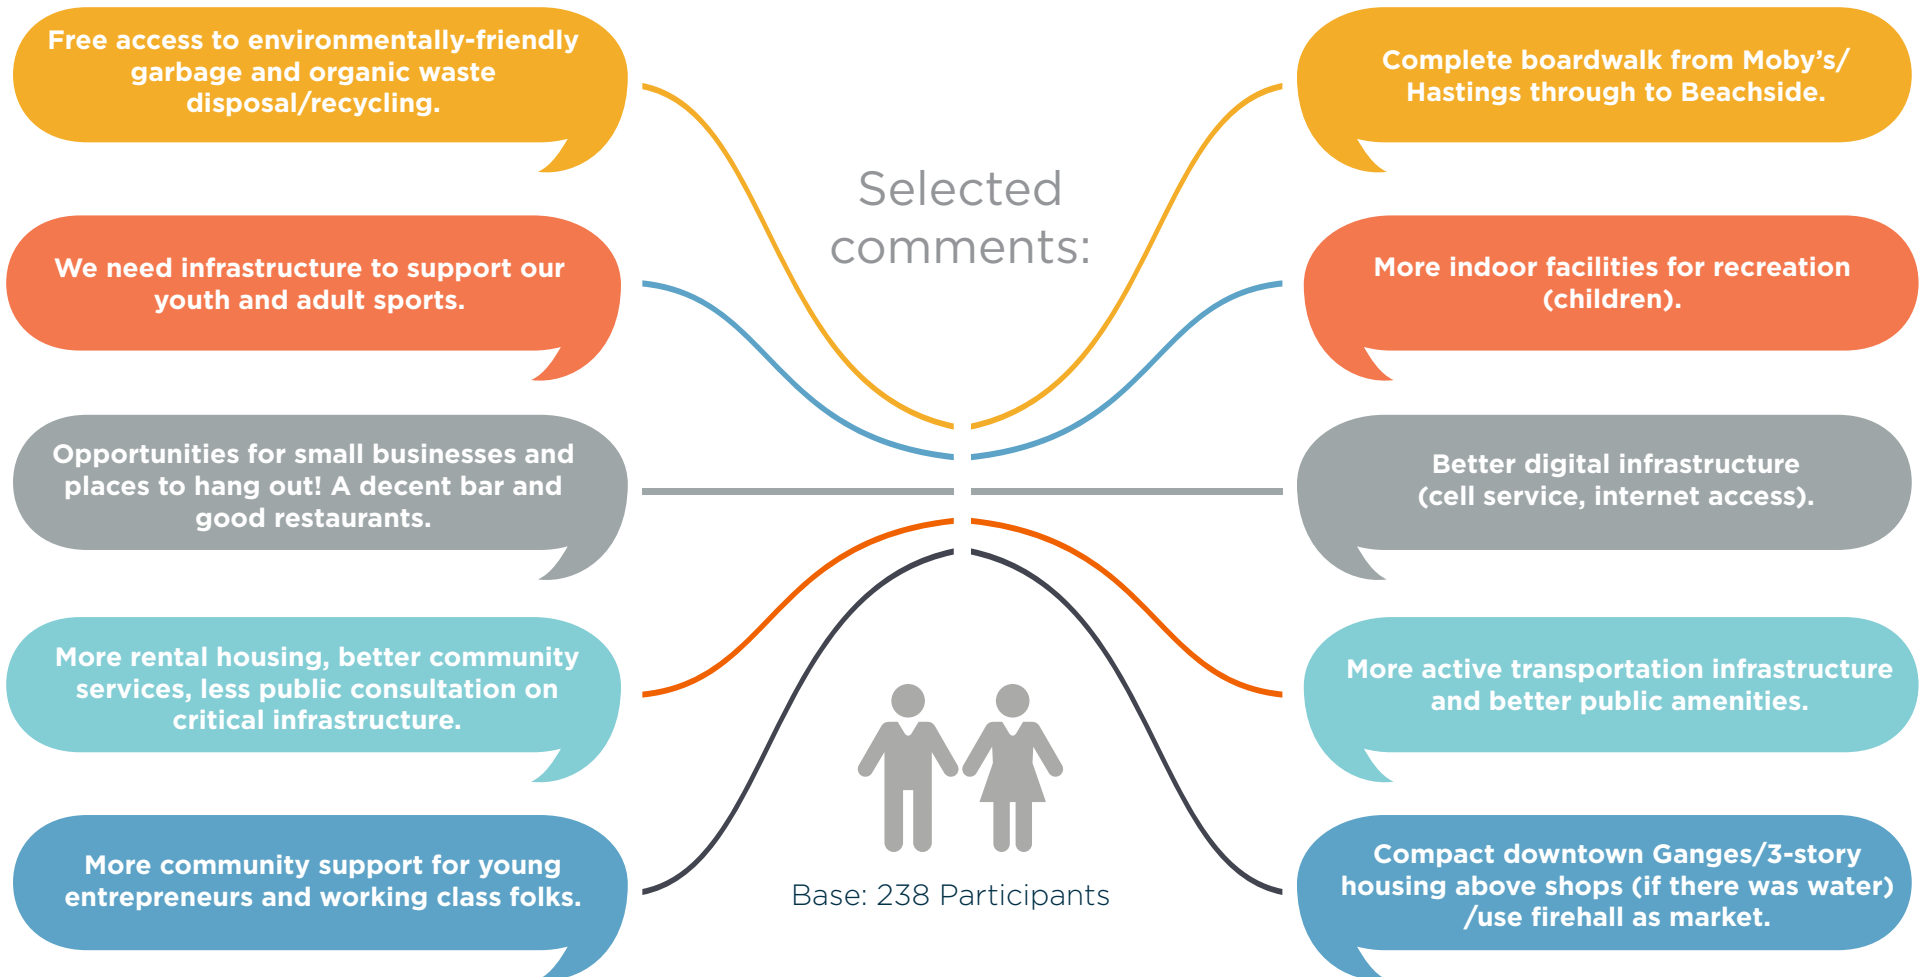 Free access to environmentally-friendly
garbage and organic waste
disposal/recycling.
We need infrastructure to support our
youth and adult sports.
Opportunities for small businesses and
places to hang out! A decent bar and
good restaurants.
More rental housing, better community
services, less public consultation on
critical infrastructure.
More community support for young
entrepreneurs and working class folks.
Selected
comments:
Base: 238 Participants
Complete boardwalk from Moby’s/
Hastings through to Beachside.
More indoor facilities for recreation
(children).
Better digital infrastructure
(cell service, internet access).
More active transportation infrastructure
and better public amenities.
Compact downtown Ganges/3-story
housing above shops (if there was water)
/use firehall as market.